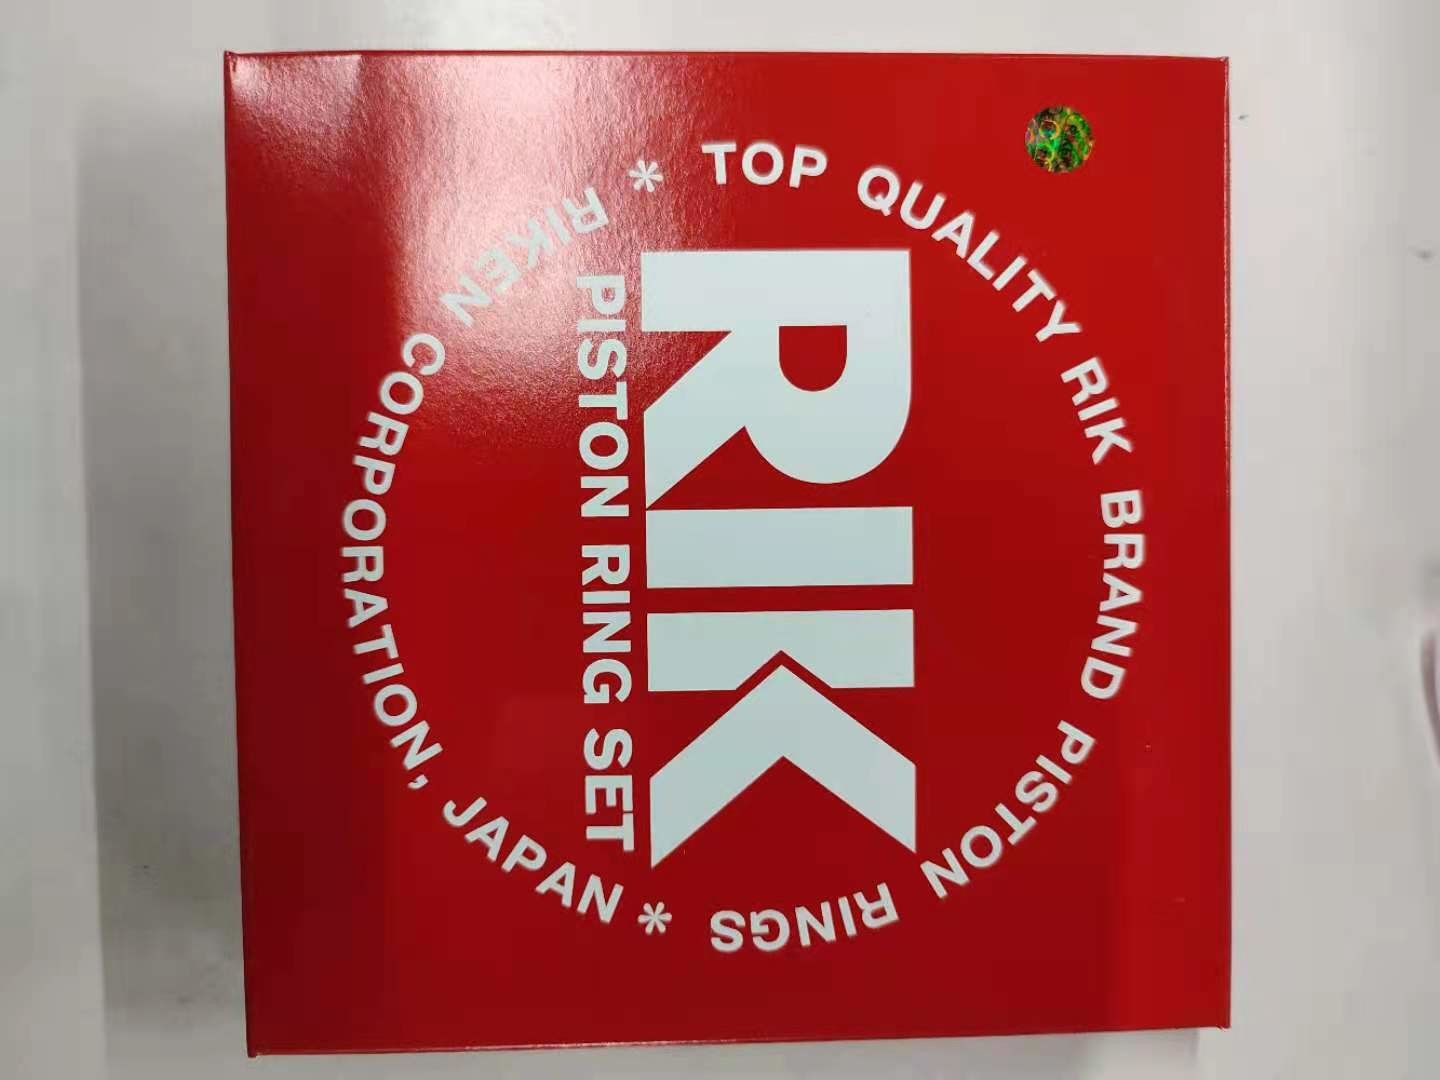 * TOP QUALITY RIK BRAND PISTON RINGS *
RIK
PISTON RING SET
RIKEN CORPORATION, JAPAN